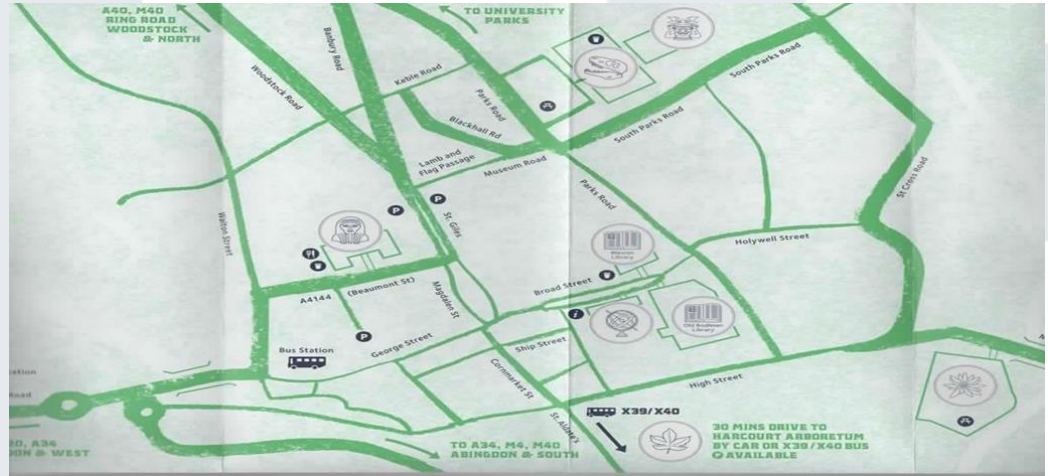 A40, M40
RING ROAD
WOODSTOCK
& NORTH
TO UNIVERSITY
PARKS
Banbury Road
Woodstock Road
Keble Road
Parks Road
Blackhall Rd
South Parks Road
South Parks Road
Lamb and
Flag Passage
Museum Road
Parks Road
St Cross Road
Walton Street
P
P
St. Giles
Holywell Street
Library
A4144
(Beaumont St)
Magdalen St
Broad Street
i
Old Bodleian
Library
P
George Street
Ship Street
Bus Station
Cornmarket St
High Street
X39/X40
St. Aldate's
30 MINS DRIVE TO
HARCOURT ARBORETUM
BY CAR OR X39/X40 BUS
P AVAILABLE
TO A34, M4, M40
ABINGDON & SOUTH
A34
& WEST